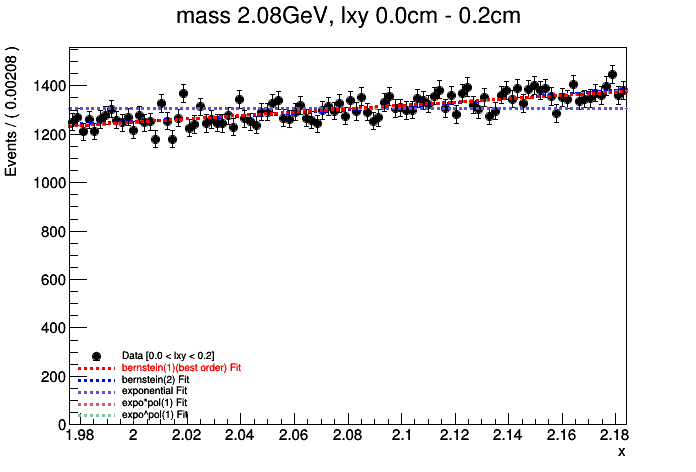 mass 2.08GeV, lxy 0.0cm - 0.2cm
Events / ( 0.00208 )
1400
1200
1000
800
600
400
200
0
Data [0.0 < lxy < 0.2]
bernstein(1)(best order) Fit
bernstein(2) Fit
exponential Fit
expo*pol(1) Fit
expo^pol(1) Fit
1.98 2 2.02 2.04 2.06 2.08 2.1 2.12 2.14 2.16 2.18
x